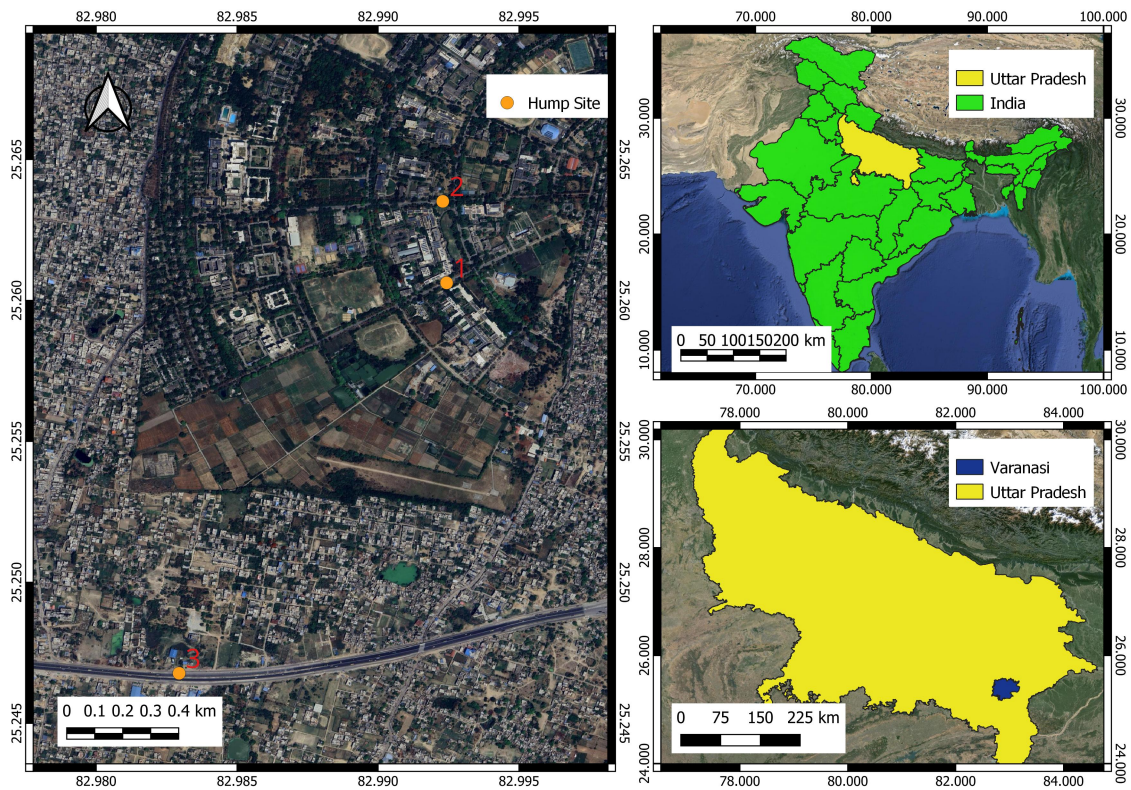 82.980 82.985 82.990 82.995
Hump Site
25.265
25.265
2
1
25.260
25.260
25.255
25.255
25.250
25.250
3
0 0.1 0.2 0.3 0.4 km
25.245
25.245
82.980 82.985 82.990 82.995
70.000 80.000 90.000 100.000
Uttar Pradesh
India
30.000
30.000
20.000
20.000
0 50 100150200 km
10.000
10.000
70.000 80.000 90.000 100.000
78.000 80.000 82.000 84.000
30.000
30.000
Varanasi
Uttar Pradesh
28.000
28.000
26.000
26.000
0 75 150 225 km
24.000
24.000
78.000 80.000 82.000 84.000